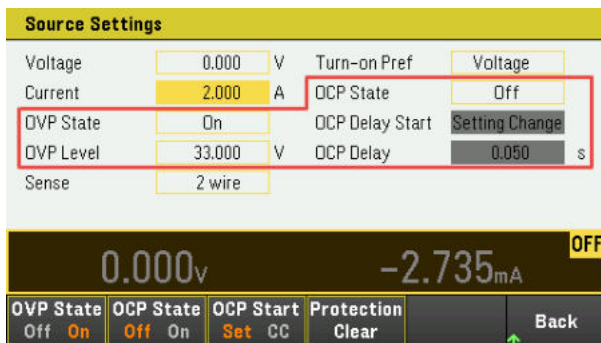 Source Settings
Voltage 0.000 V Turn-on Pref Voltage
Current 2.000 A OCP State Off
OVP State On OCP Delay Start Setting Change
OVP Level 33.000 V OCP Delay 0.050 s
Sense 2 wire
OFF
0.000V -2.735mA
OVP State OCP State OCP Start Protection
Off On Off On Set CC Clear Back